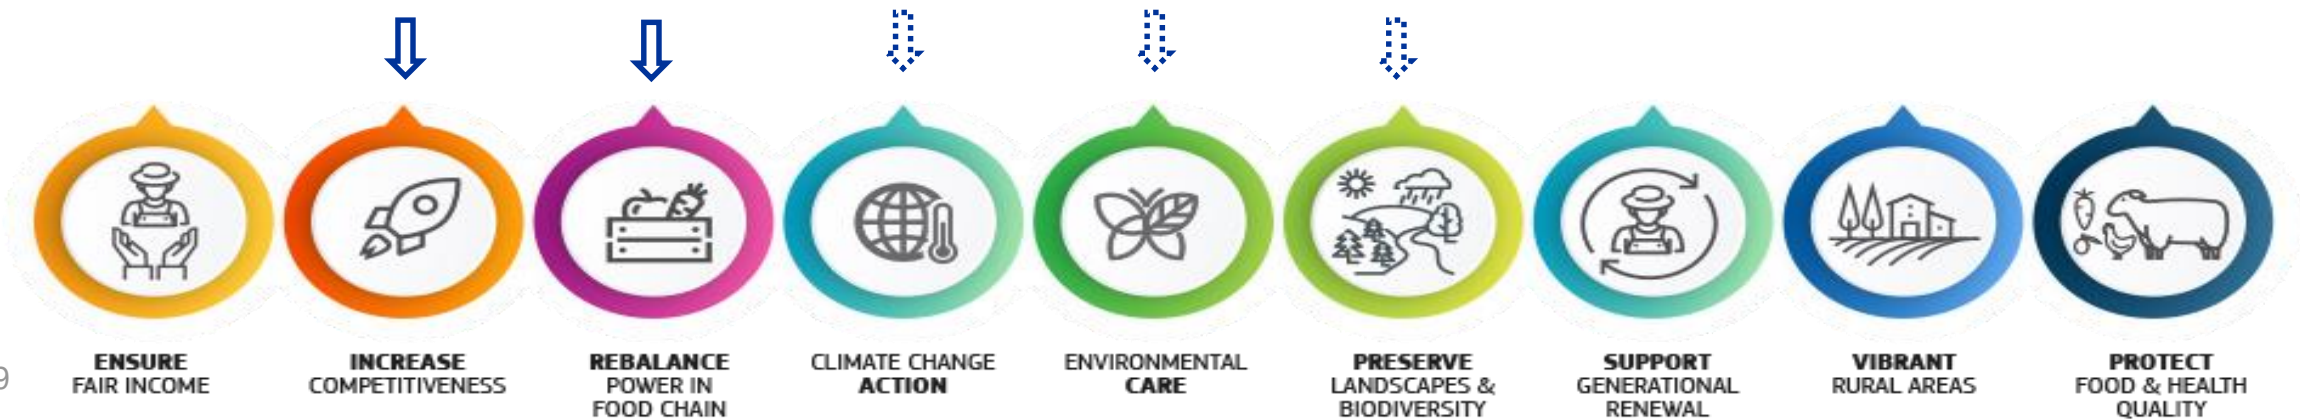 ENSURE
FAIR INCOME
INCREASE
COMPETITIVENESS
REBALANCE
POWER IN
FOOD CHAIN
CLIMATE CHANGE
ACTION
ENVIRONMENTAL
CARE
PRESERVE
LANDSCAPES &
BIODIVERSITY
SUPPORT
GENERATIONAL
RENEWAL
VIBRANT
RURAL AREAS
PROTECT
FOOD & HEALTH
QUALITY
9